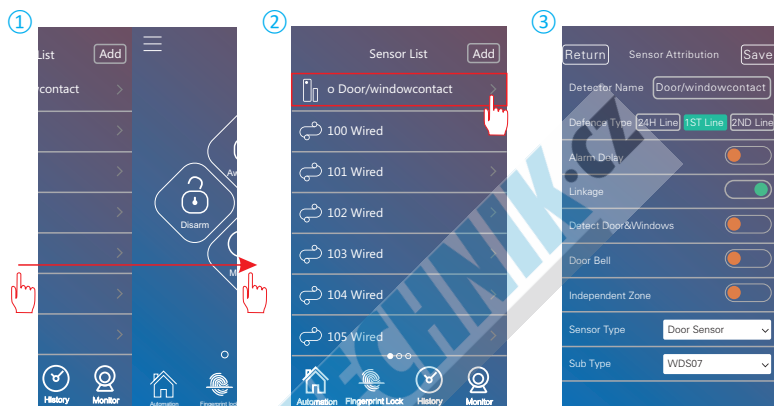 1
List
Add
/contact
Aw
Disarm
M
History
Monitor
Automation
Fingerprint lock
2
Sensor List
Add
o Door/windowcontact
100 Wired
101 Wired
102 Wired
103 Wired
104 Wired
105 Wired
Automation
Fingerprint Lock
History
Monitor
3
Return
Sensor Attribution
Save
Detector Name
Door/windowcontact
Defence Type
24H Line
1ST Line
2ND Line
Alarm Delay
Linkage
Detect Door&Windows
Door Bell
Independent Zone
Sensor Type
Door Sensor
Sub Type
WDS07